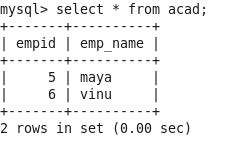 mysql> select * from acad;
+-------+----------+
| empid | emp_name |
+-------+----------+
|     5 | maya     |
|     6 | vinu     |
+-------+----------+
2 rows in set (0.00 sec)